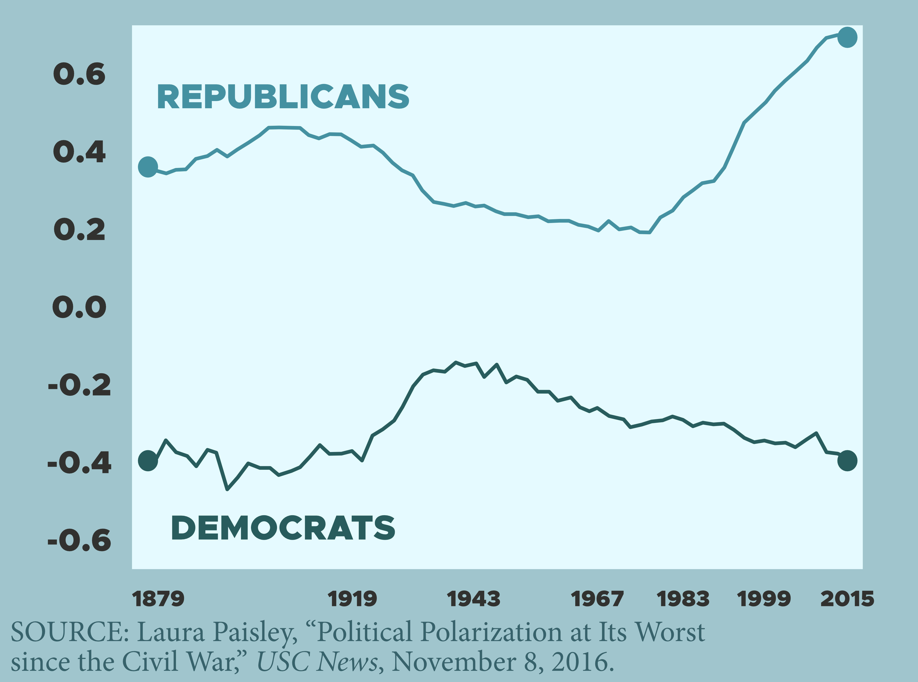 0.6
REPUBLICANS
0.4
0.2
0.0
-0.2
-0.4
DEMOCRATS
-0.6
1879 1919 1943 1967 1983 1999 2015
SOURCE: Laura Paisley, “Political Polarization at Its Worst
since the Civil War,” USC News, November 8, 2016.